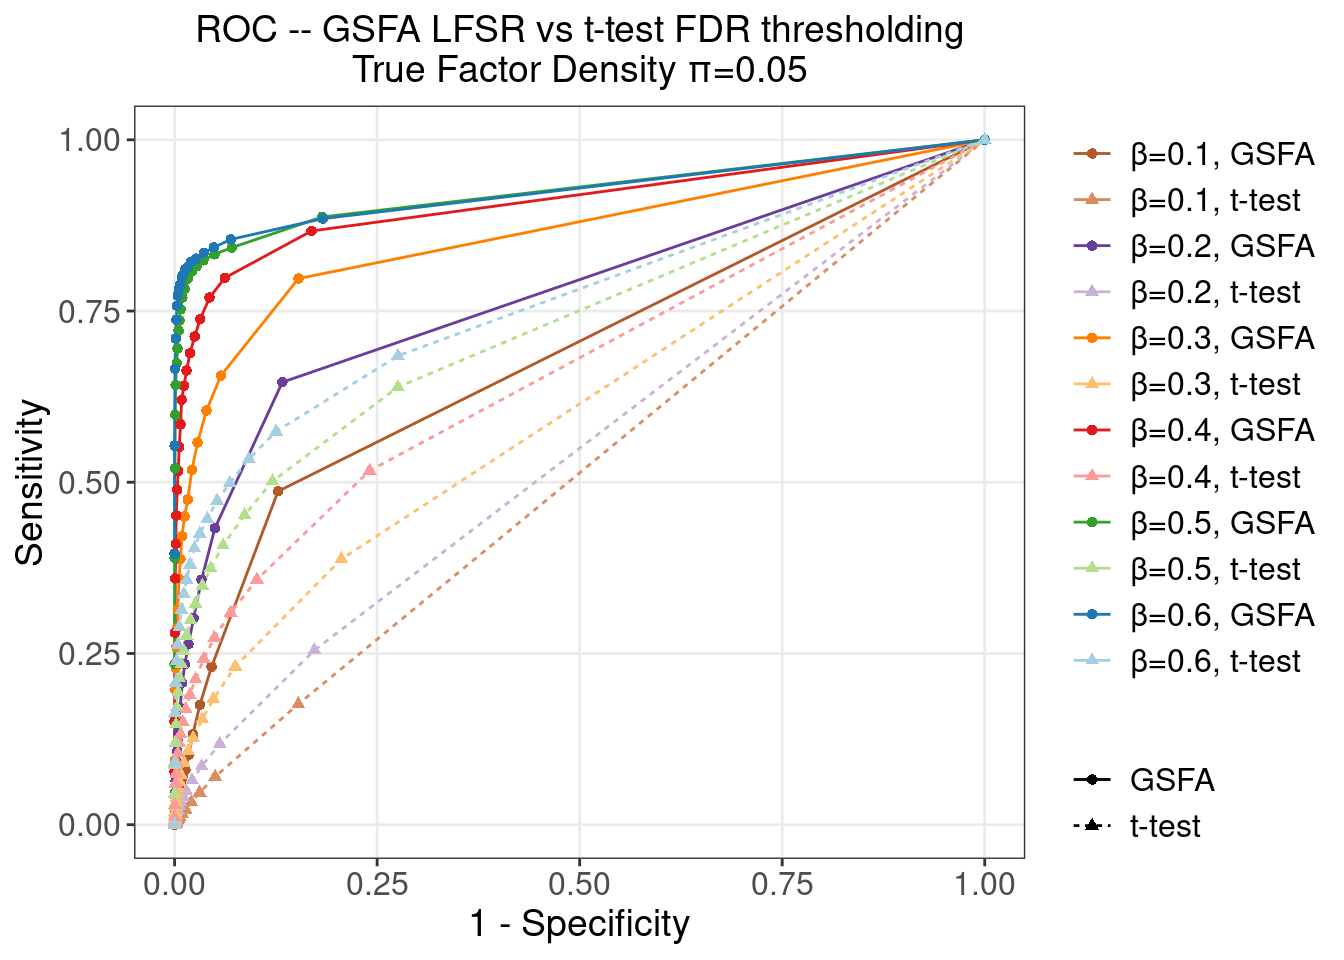 ROC -- GSFA LFSR vs t-test FDR thresholding
True Factor Density π=0.05
1.00
0.75
0.50
0.25
0.00
Sensitivity
0.00 0.25 0.50 0.75 1.00
1 - Specificity
β=0.1, GSFA
β=0.1, t-test
β=0.2, GSFA
β=0.2, t-test
β=0.3, GSFA
β=0.3, t-test
β=0.4, GSFA
β=0.4, t-test
β=0.5, GSFA
β=0.5, t-test
β=0.6, GSFA
β=0.6, t-test
GSFA
t-test